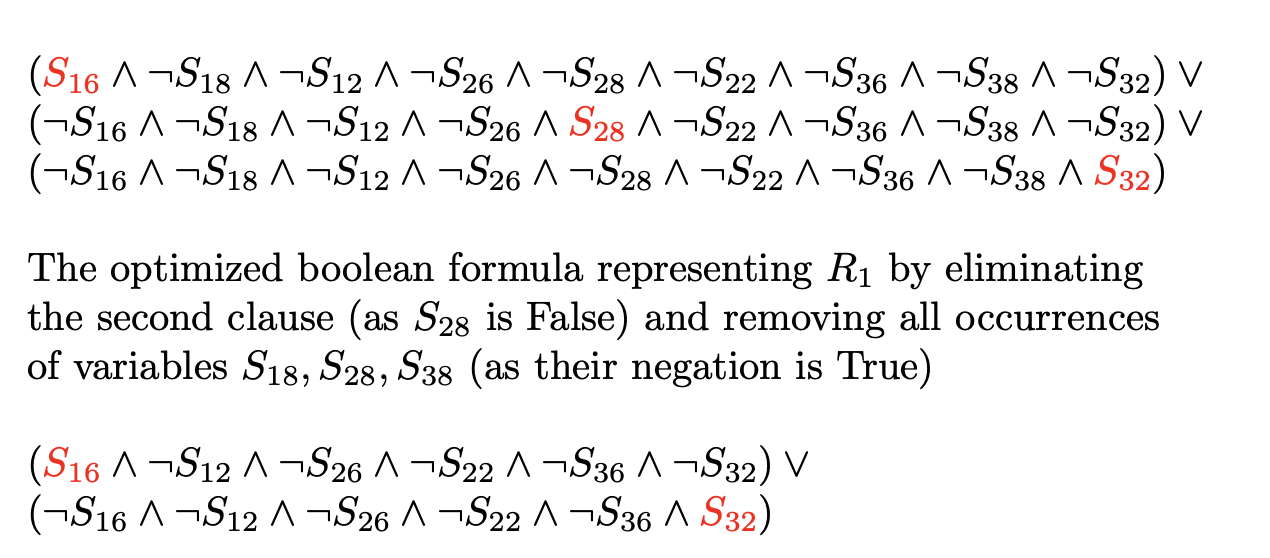 (S₁₆ ∧ ¬S₁₈ ∧ ¬S₁₂ ∧ ¬S₂₆ ∧ ¬S₂₈ ∧ ¬S₂₂ ∧ ¬S₃₆ ∧ ¬S₃₈ ∧ ¬S₃₂) ∨
(¬S₁₆ ∧ ¬S₁₈ ∧ ¬S₁₂ ∧ ¬S₂₆ ∧ S₂₈ ∧ ¬S₂₂ ∧ ¬S₃₆ ∧ ¬S₃₈ ∧ ¬S₃₂) ∨
(¬S₁₆ ∧ ¬S₁₈ ∧ ¬S₁₂ ∧ ¬S₂₆ ∧ ¬S₂₈ ∧ ¬S₂₂ ∧ ¬S₃₆ ∧ ¬S₃₈ ∧ S₃₂)
The optimized boolean formula representing R₁ by eliminating
the second clause (as S₂₈ is False) and removing all occurrences
of variables S₁₈, S₂₈, S₃₈ (as their negation is True)
(S₁₆ ∧ ¬S₁₂ ∧ ¬S₂₆ ∧ ¬S₂₂ ∧ ¬S₃₆ ∧ ¬S₃₂) ∨
(¬S₁₆ ∧ ¬S₁₂ ∧ ¬S₂₆ ∧ ¬S₂₂ ∧ ¬S₃₆ ∧ S₃₂)